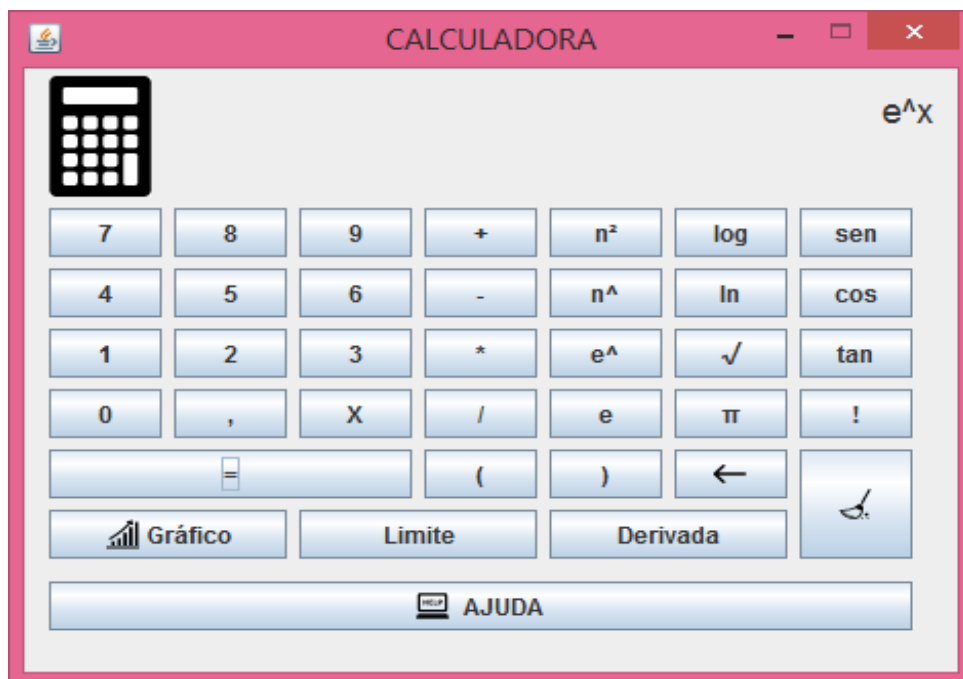 CALCULADORA
e^x
7 8 9 + n² log sen
4 5 6 - n^ ln cos
1 2 3 * e^ √ tan
0 , X / e π !
= ( ) ←
Gráfico Limite Derivada
HELP AJUDA